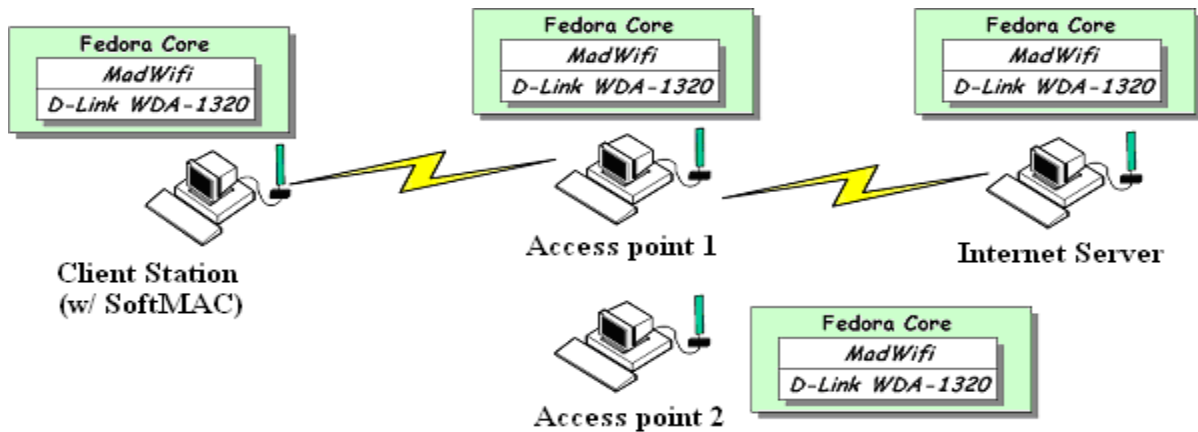 Fedora Core
MadWifi
D-Link WDA-1320
Client Station
(w/ SoftMAC)
Fedora Core
MadWifi
D-Link WDA-1320
Access point 1
Fedora Core
MadWifi
D-Link WDA-1320
Internet Server
Fedora Core
MadWifi
D-Link WDA-1320
Access point 2